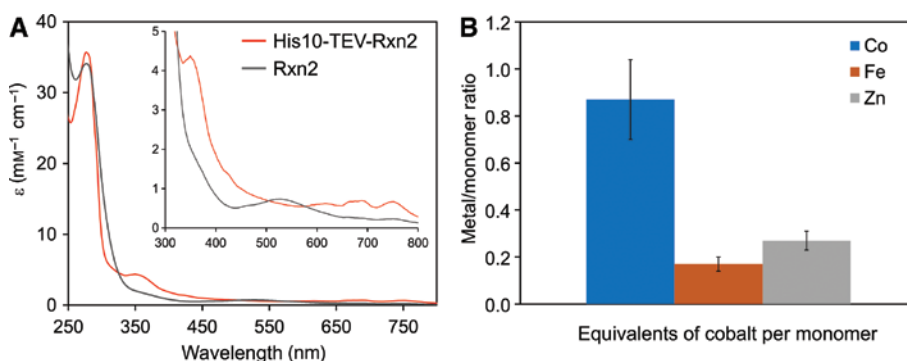 A
ε (mM⁻¹ cm⁻¹)
40
30
20
10
0
250
350
450
550
650
750
Wavelength (nm)
5
4
3
2
1
0
300
400
500
600
700
800
His10-TEV-Rxn2
Rxn2
B
Metal/monomer ratio
1.2
1.0
0.8
0.6
0.4
0.2
0.0
Co
Fe
Zn
Equivalents of cobalt per monomer